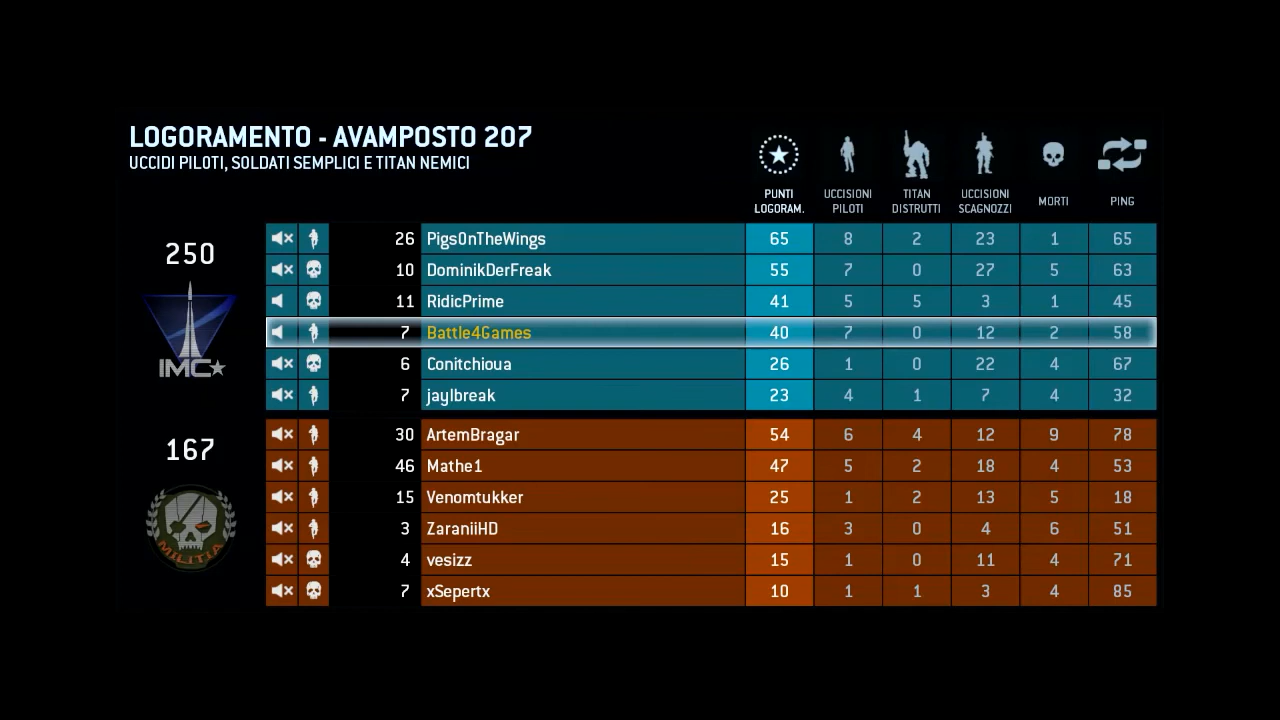 LOGORAMENTO - AVAMPOSTO 207
UCCIDI PILOTI, SOLDATI SEMPLICI E TITAN NEMICI
PUNTI LOGORAM. UCCISIONI PILOTI TITAN DISTRUTTI UCCISIONI SCAGNOZZI MORTI PING
250
IMC
26 PigsOnTheWings 65 8 2 23 1 65
10 DominikDerFreak 55 7 0 27 5 63
11 RidicPrime 41 5 5 3 1 45
7 Battle4Games 40 7 0 12 2 58
6 Conitchioua 26 1 0 22 4 67
7 jaylbreak 23 4 1 7 4 32
167
MILITIA
30 ArtemBragar 54 6 4 12 9 78
46 Mathe1 47 5 2 18 4 53
15 Venomtukker 25 1 2 13 5 18
3 ZaraniiHD 16 3 0 4 6 51
4 vesizz 15 1 0 11 4 71
7 xSepertx 10 1 1 3 4 85